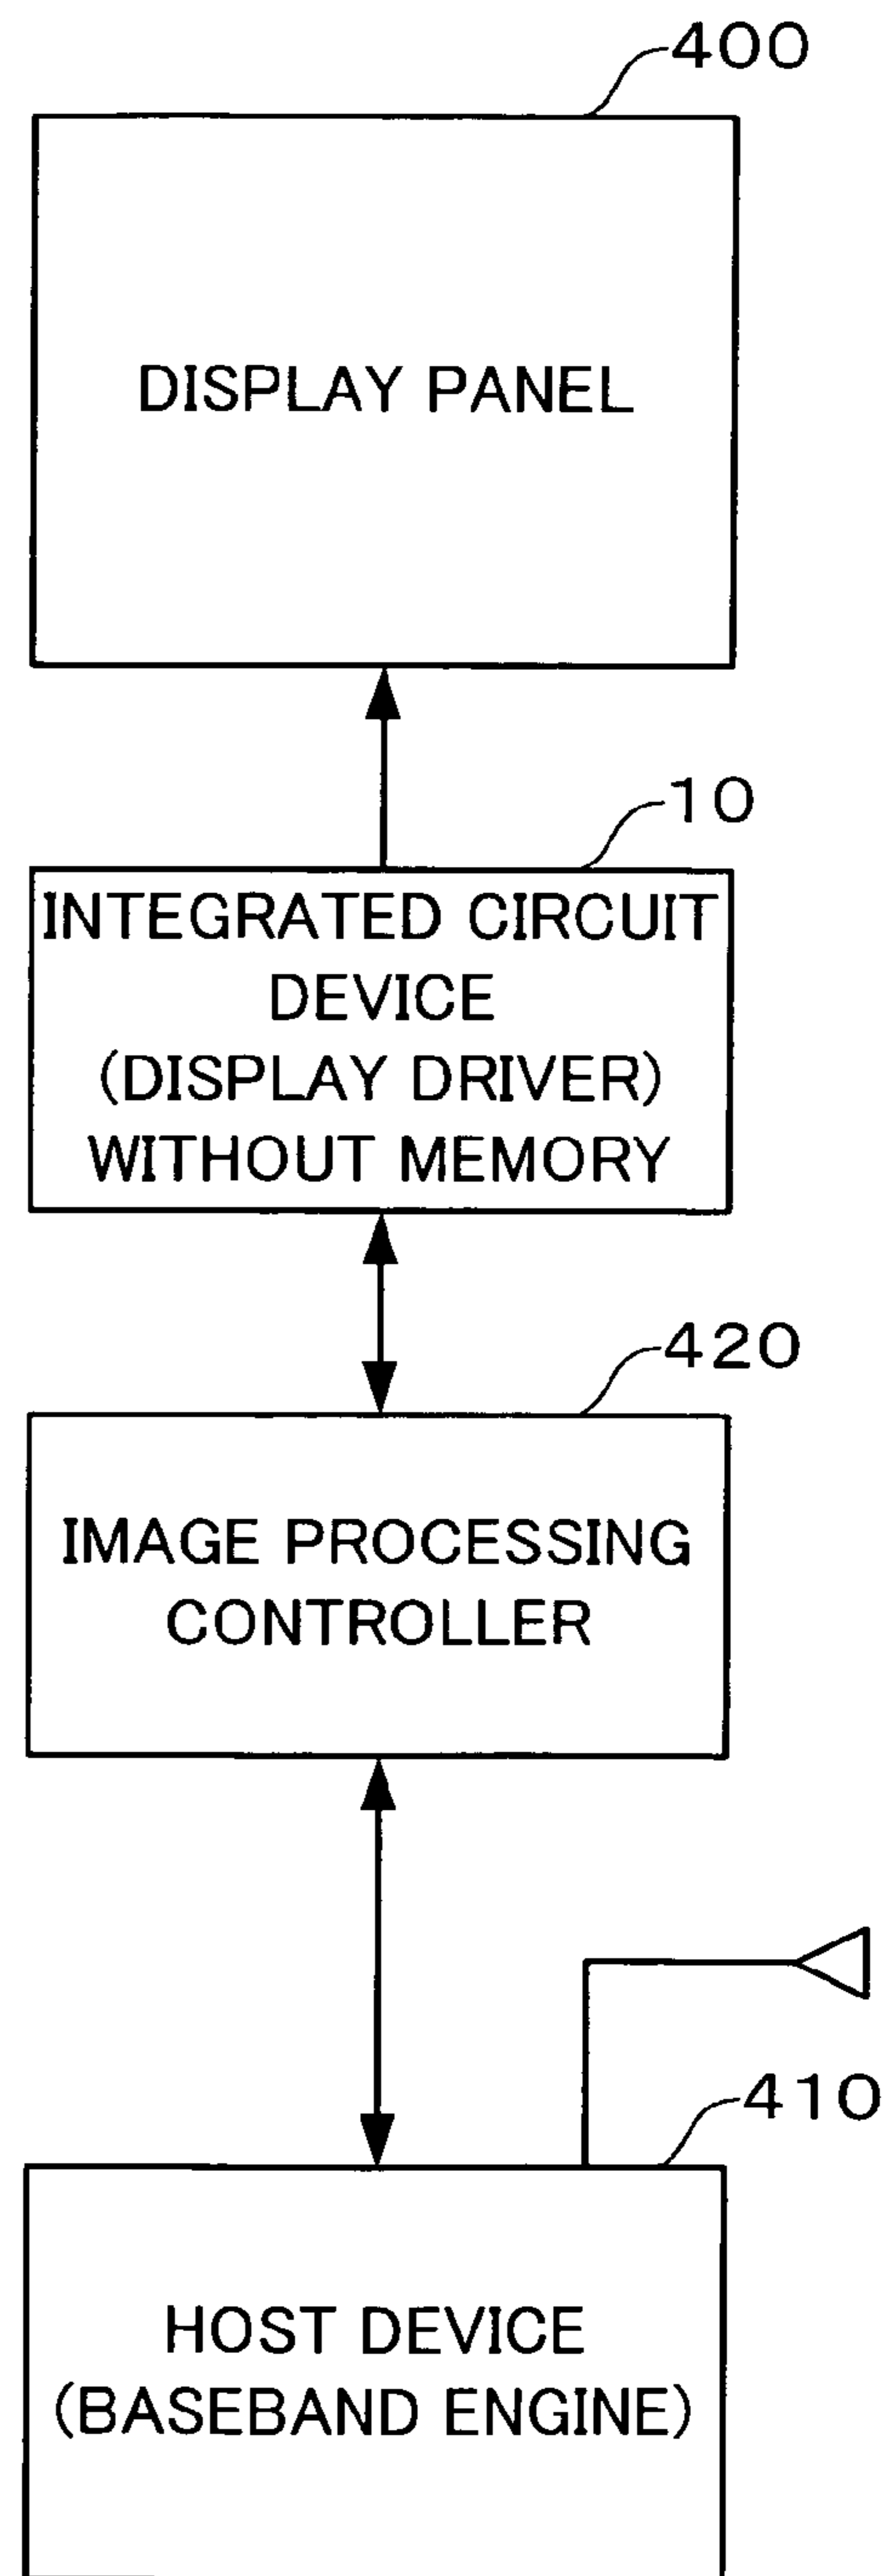 400
DISPLAY PANEL
10
INTEGRATED CIRCUIT
DEVICE
(DISPLAY DRIVER)
WITHOUT MEMORY
420
IMAGE PROCESSING
CONTROLLER
410
HOST DEVICE
(BASEBAND ENGINE)